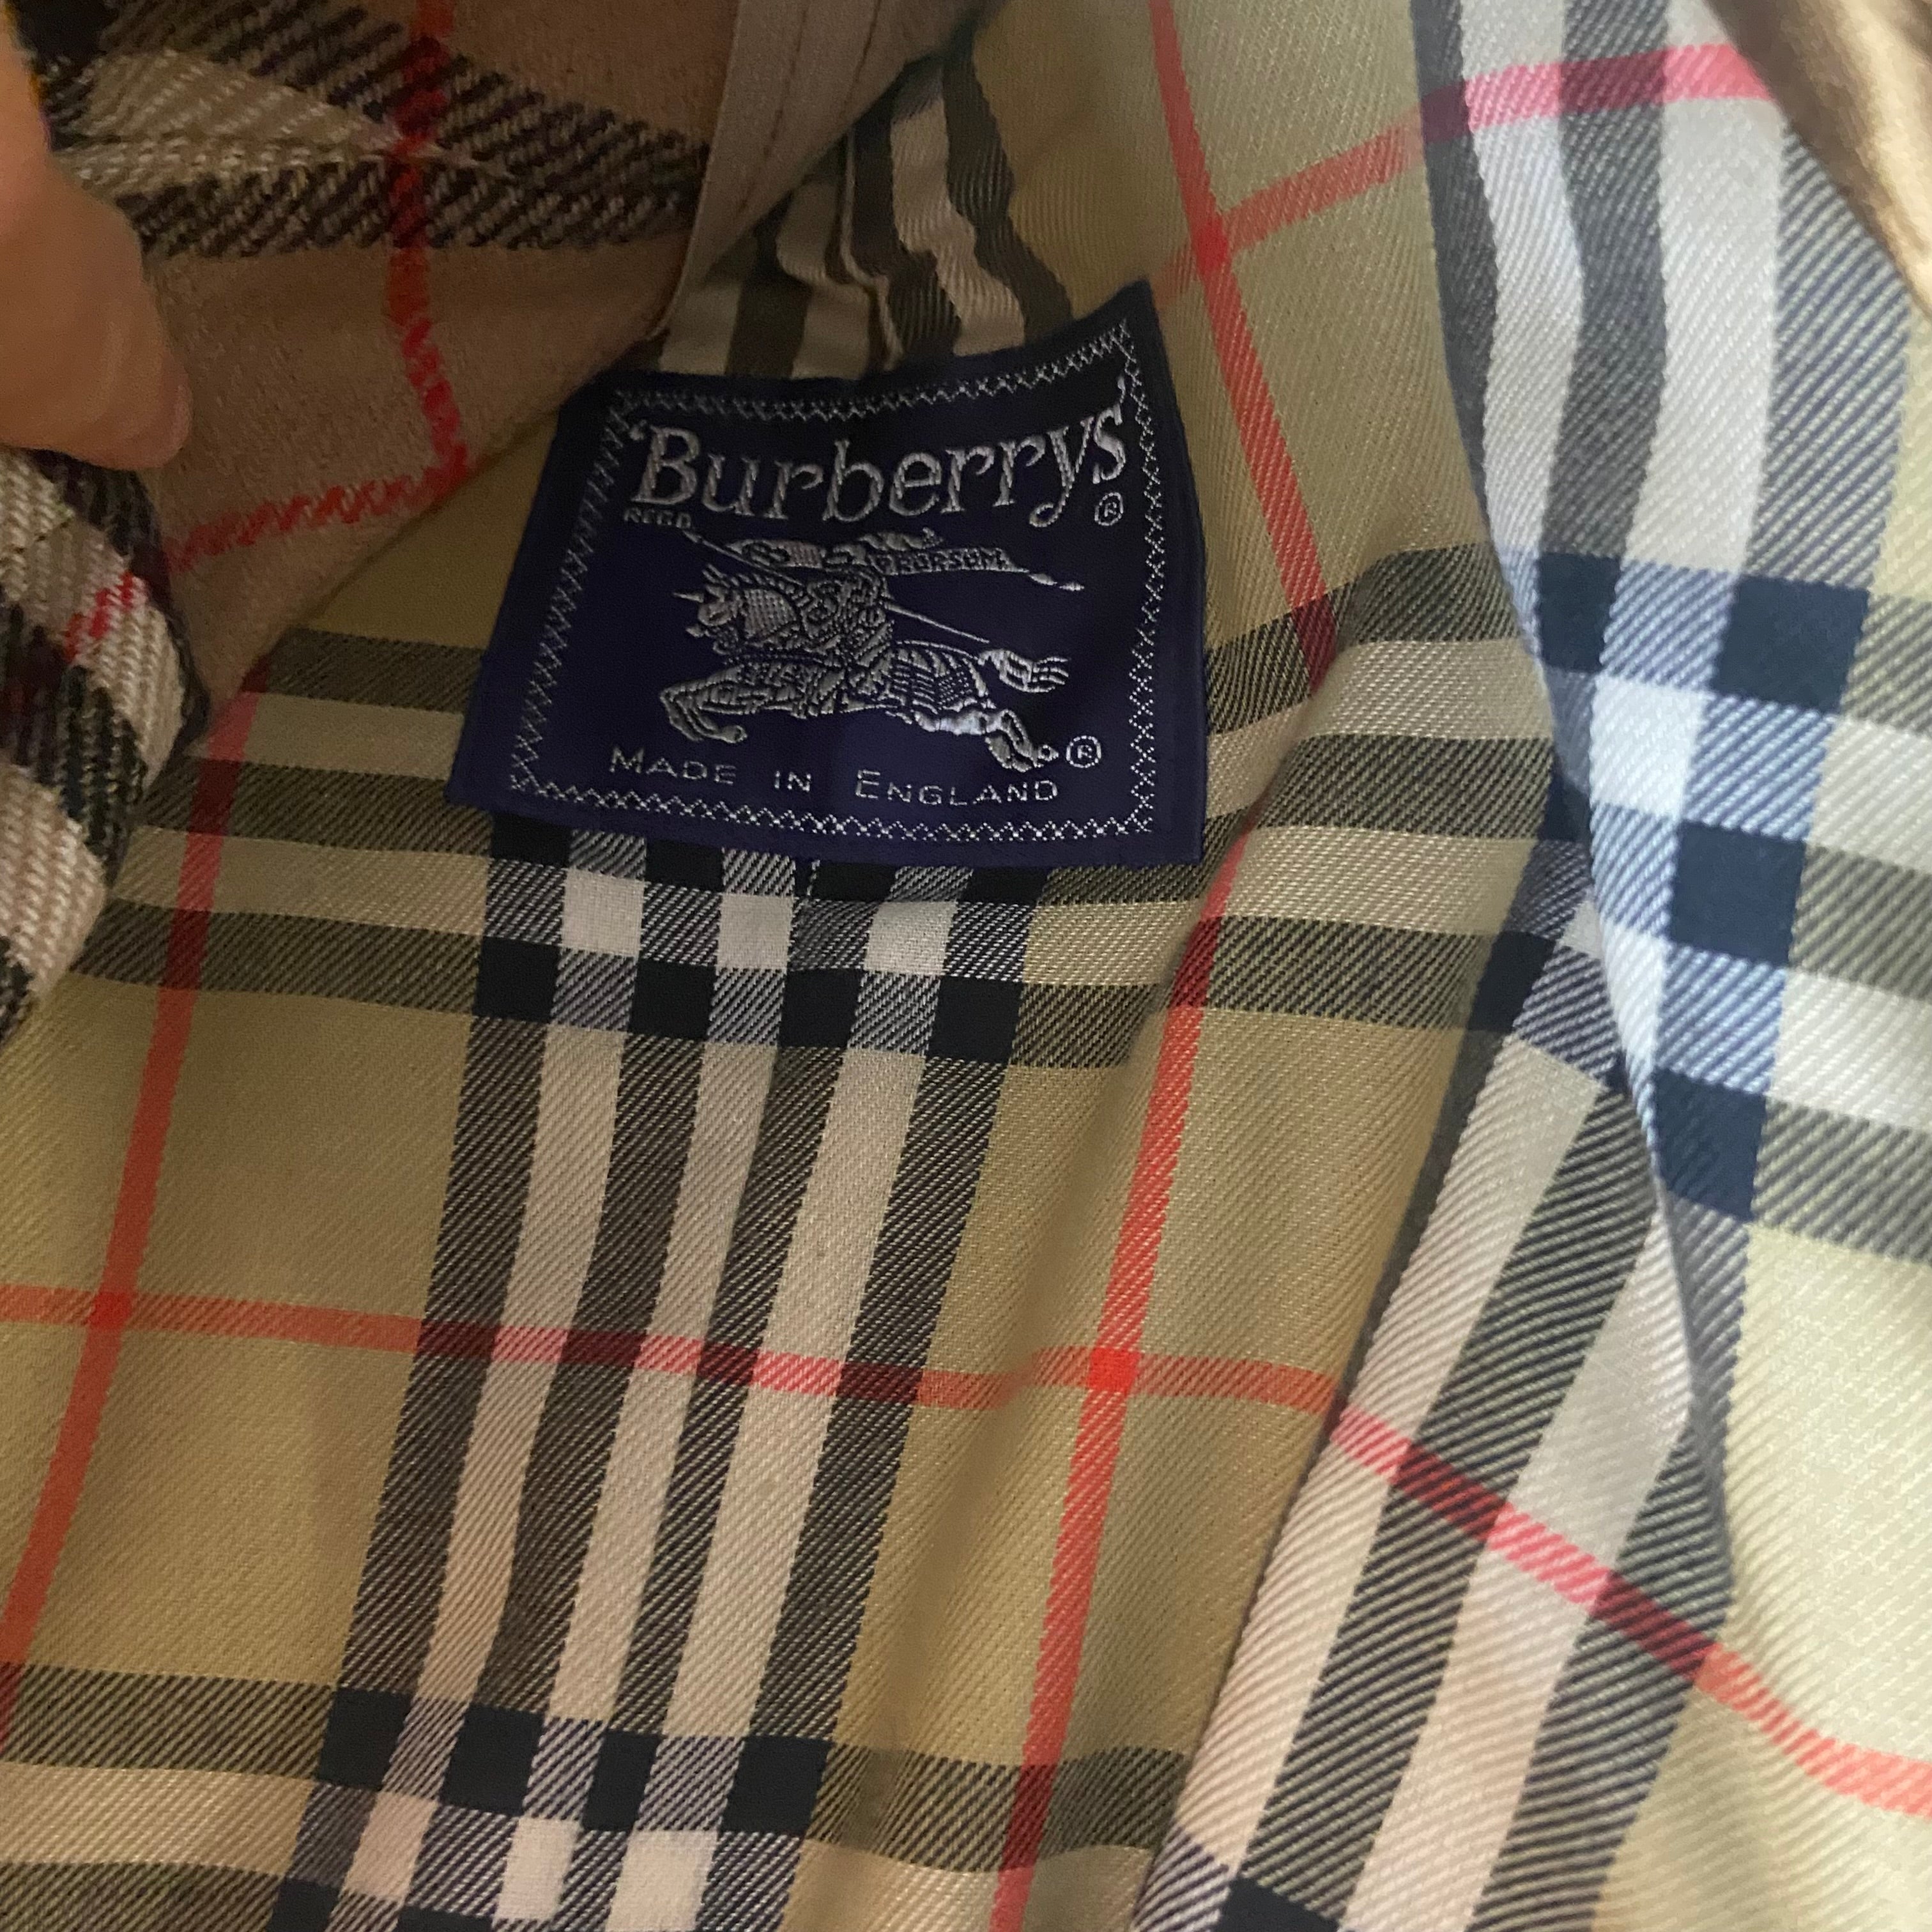 'Burberrys®
REGD
PRORSUM
®
MADE IN ENGLAND